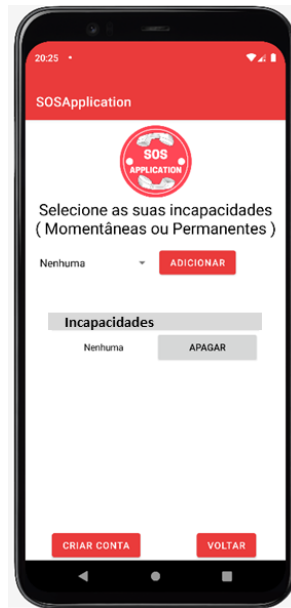 20:25
SOSApplication
SOS
APPLICATION
Selecione as suas incapacidades
( Momentâneas ou Permanentes )
Nenhuma ADICIONAR
Incapacidades
Nenhuma APAGAR
CRIAR CONTA VOLTAR